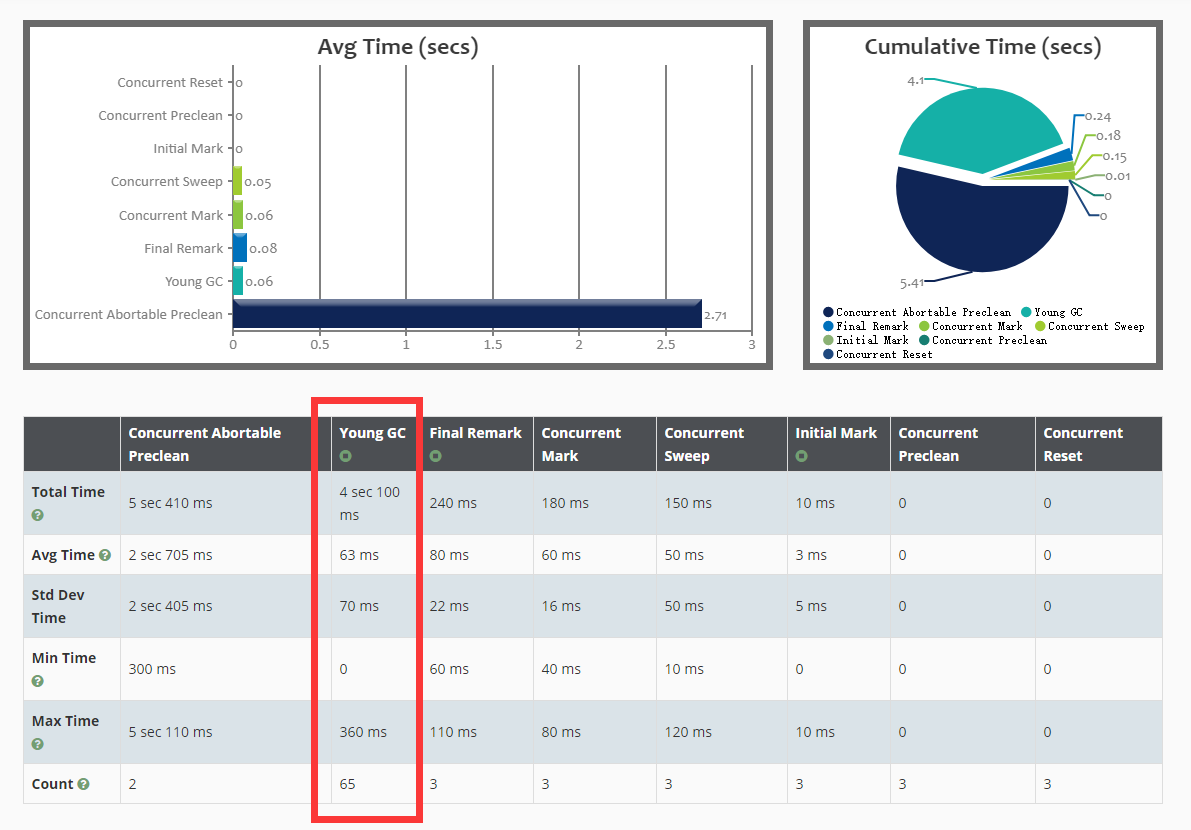 Avg Time (secs)
Concurrent Reset 0
Concurrent Preclean 0
Initial Mark 0
Concurrent Sweep 0.05
Concurrent Mark 0.06
Final Remark 0.08
Young GC 0.06
Concurrent Abortable Preclean 2.71
0 0.5 1 1.5 2 2.5 3
Cumulative Time (secs)
4.1
0.24
0.18
0.15
0.01
0
0
5.41
Concurrent Abortable Preclean Young GC
Final Remark Concurrent Mark Concurrent Sweep
Initial Mark Concurrent Preclean
Concurrent Reset
Concurrent Abortable Preclean Young GC Final Remark Concurrent Mark Concurrent Sweep Initial Mark Concurrent Preclean Concurrent Reset
Total Time 5 sec 410 ms 4 sec 100 ms 240 ms 180 ms 150 ms 10 ms 0 0
Avg Time 2 sec 705 ms 63 ms 80 ms 60 ms 50 ms 3 ms 0 0
Std Dev Time 2 sec 405 ms 70 ms 22 ms 16 ms 50 ms 5 ms 0 0
Min Time 300 ms 0 60 ms 40 ms 10 ms 0 0 0
Max Time 5 sec 110 ms 360 ms 110 ms 80 ms 120 ms 10 ms 0 0
Count 2 65 3 3 3 3 3 3